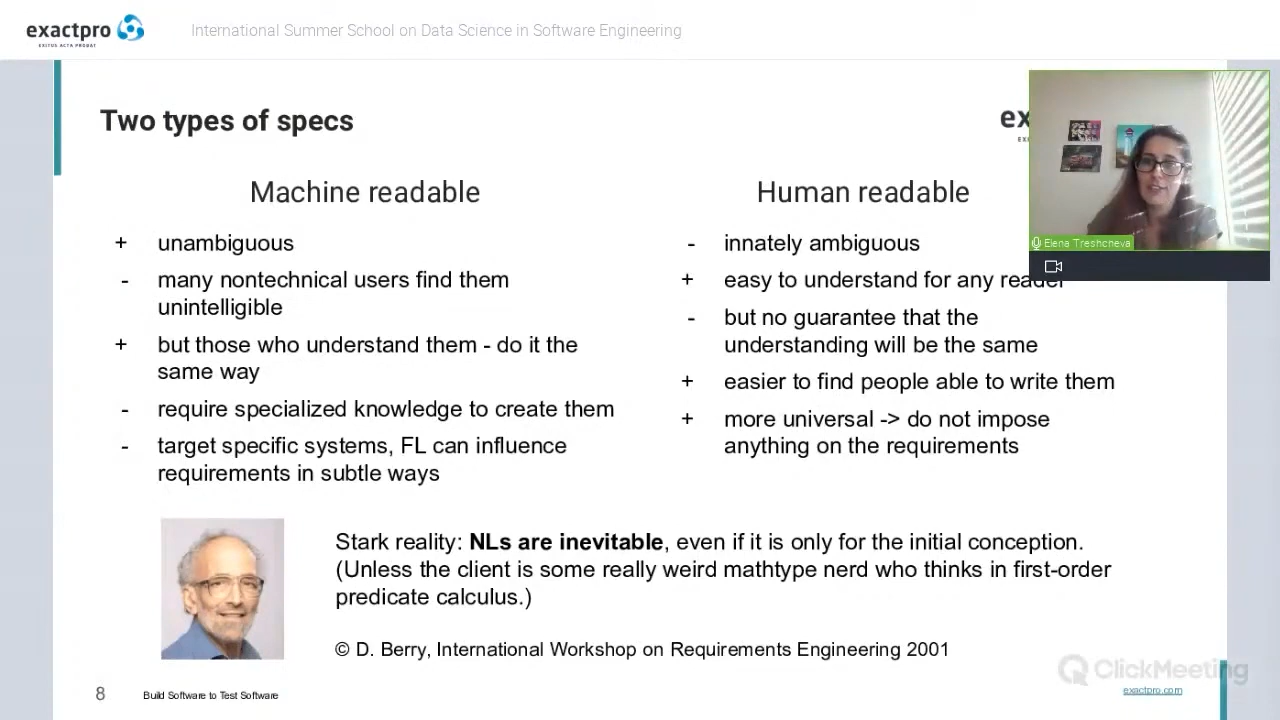 exactpro
EXITUS ACTA PROBAT
International Summer School on Data Science in Software Engineering
Two types of specs
ex
Elena Treshcheva
Machine readable
+ unambiguous
- many nontechnical users find them
unintelligible
+ but those who understand them - do it the
same way
- require specialized knowledge to create them
- target specific systems, FL can influence
requirements in subtle ways
Human readable
- innately ambiguous
+ easy to understand for any reader
- but no guarantee that the
understanding will be the same
+ easier to find people able to write them
+ more universal -> do not impose
anything on the requirements
Stark reality: NLs are inevitable, even if it is only for the initial conception.
(Unless the client is some really weird mathtype nerd who thinks in first-order
predicate calculus.)
© D. Berry, International Workshop on Requirements Engineering 2001
ClickMeeting
8
Build Software to Test Software
exactpro.com